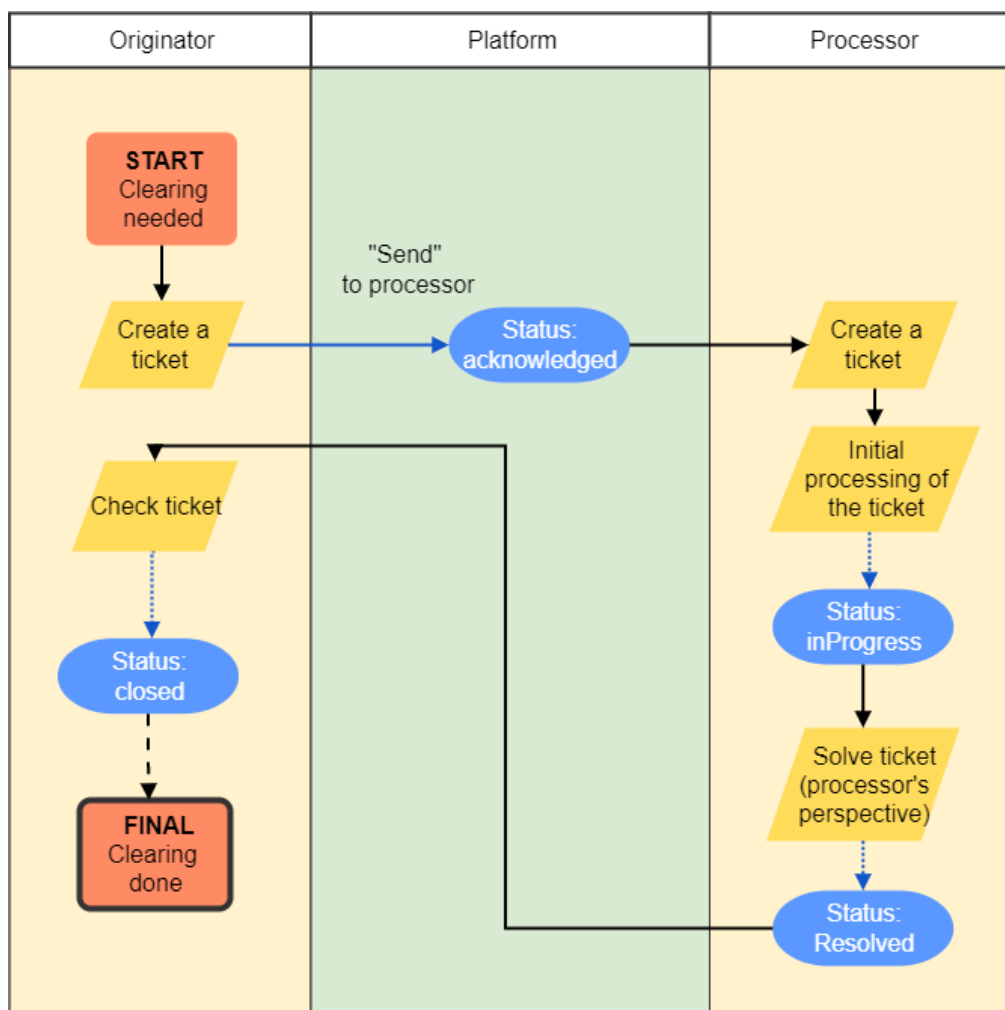 Originator
Platform
Processor
START
Clearing
needed
"Send"
to processor
Create a
ticket
Status:
acknowledged
Create a
ticket
Initial
processing of
the ticket
Check ticket
Status:
inProgress
Status:
closed
Solve ticket
(processor's
perspective)
FINAL
Clearing
done
Status:
Resolved